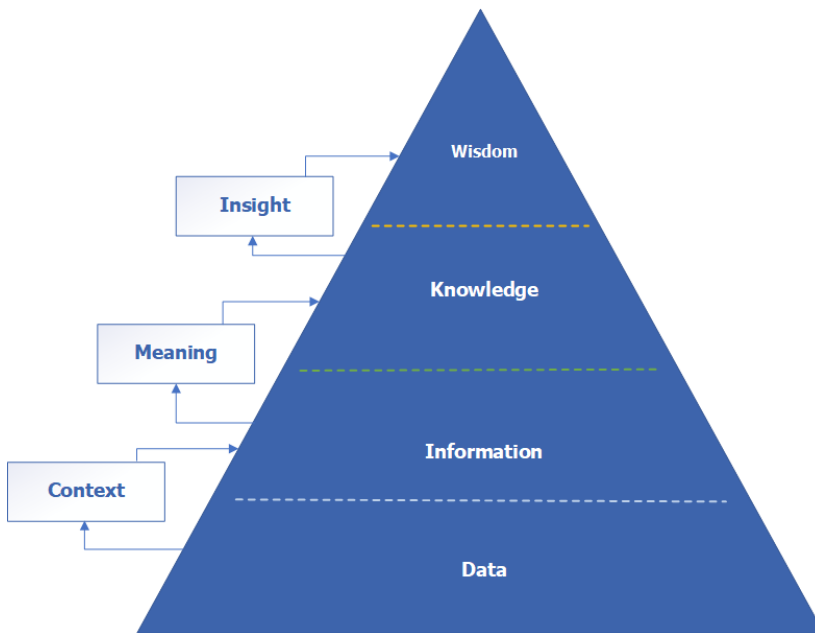 Wisdom
Insight
Knowledge
Meaning
Information
Context
Data